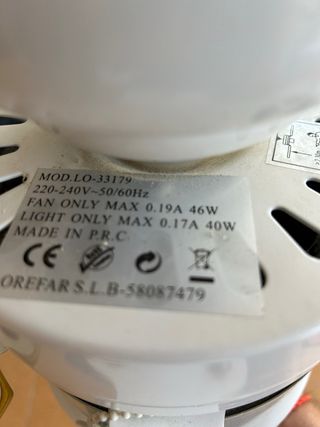 MOD.LO-33179
220-240V~50/60Hz
FAN ONLY MAX 0.19A 46W
LIGHT ONLY MAX 0.17A 40W
MADE IN P.R.C.
CE
OREFAR S.L.B-58087479